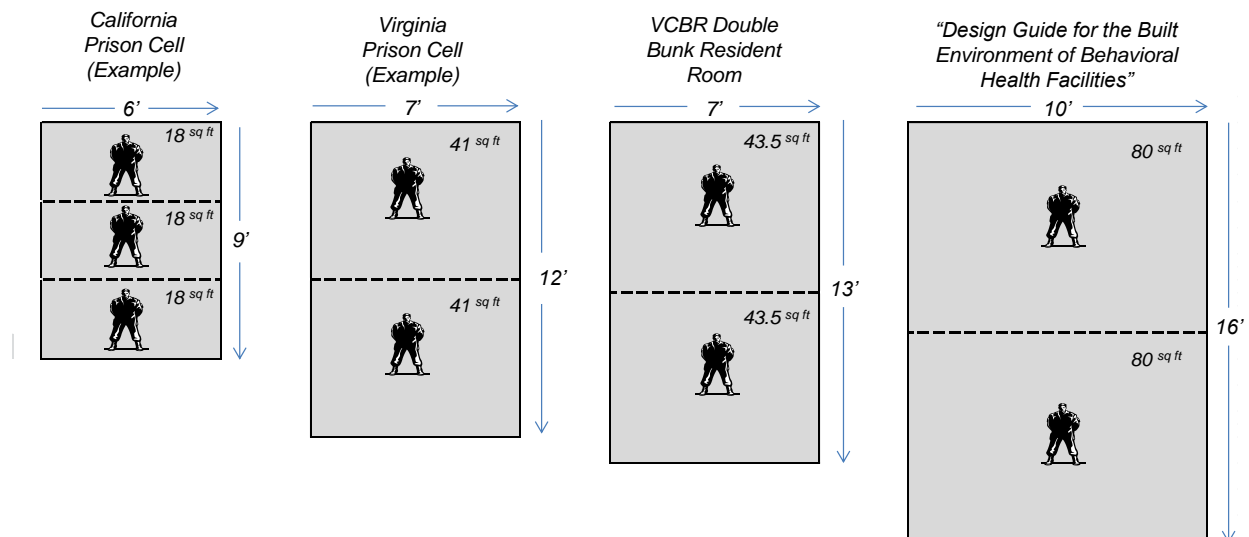 California
Prison Cell
(Example)
6’
18 sq ft
18 sq ft
18 sq ft
9’
Virginia
Prison Cell
(Example)
7’
41 sq ft
41 sq ft
12’
VCBR Double
Bunk Resident
Room
7’
43.5 sq ft
43.5 sq ft
13’
“Design Guide for the Built
Environment of Behavioral
Health Facilities”
10’
80 sq ft
80 sq ft
16’